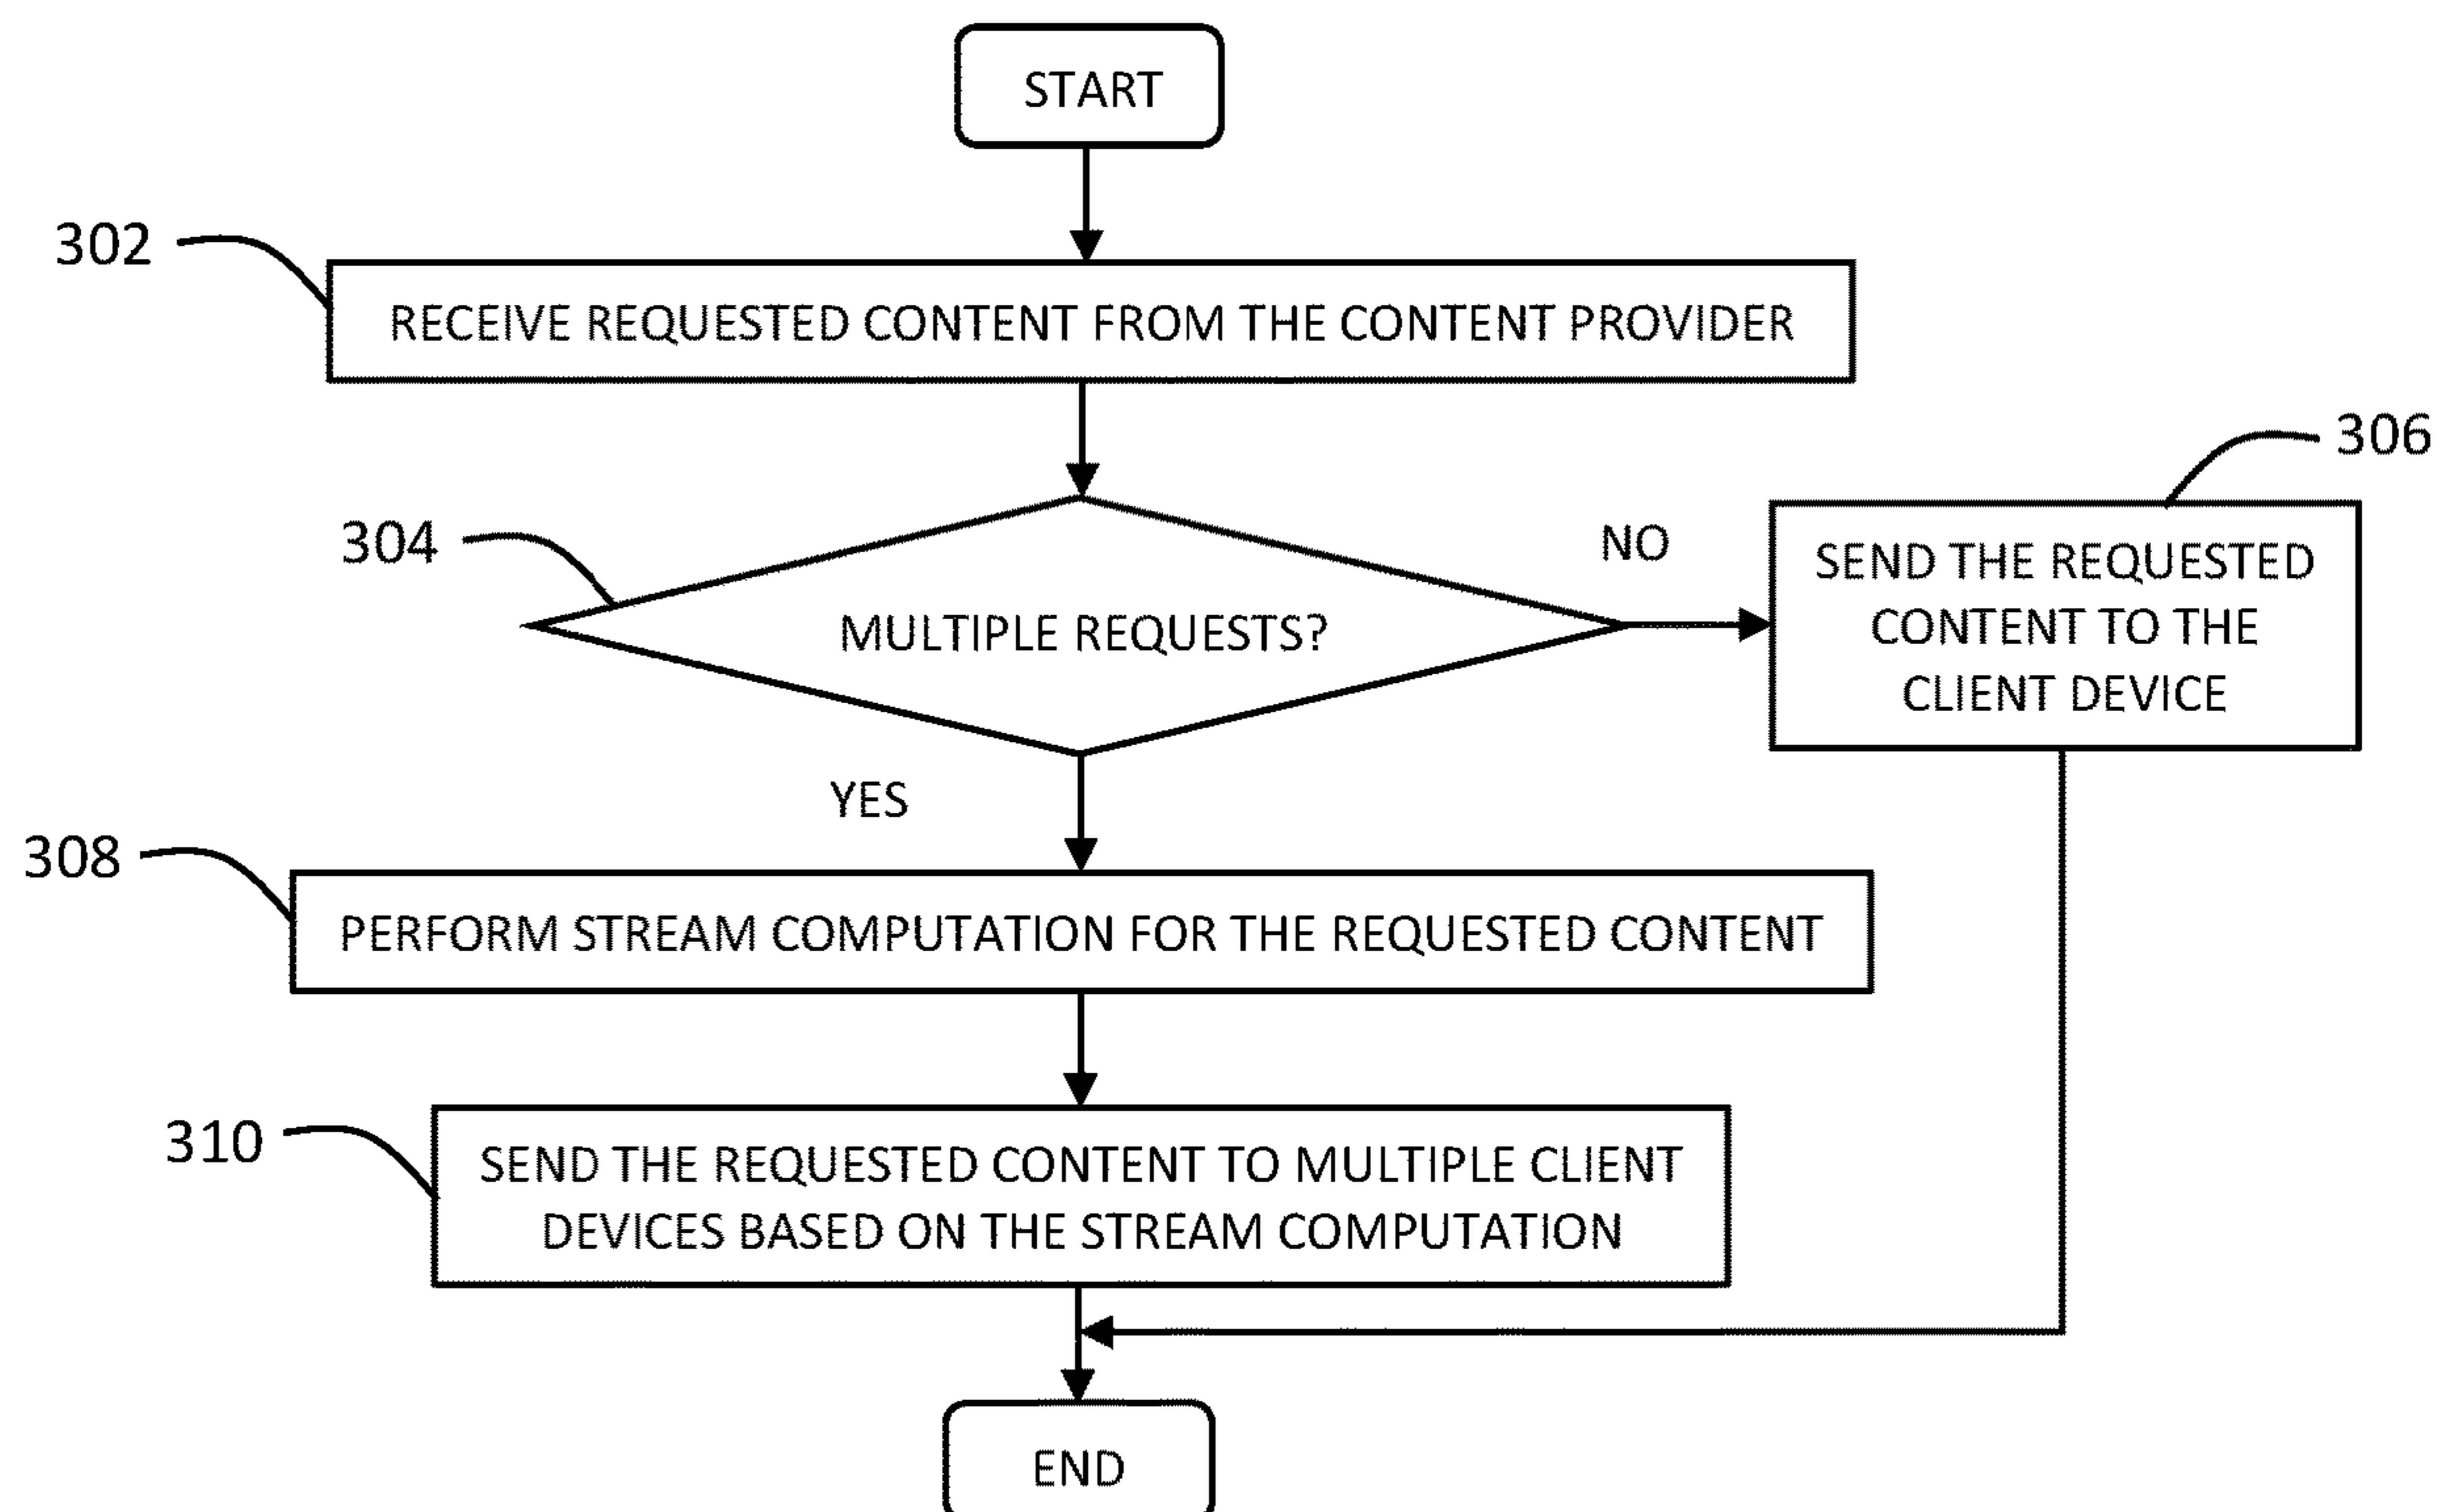 START
302
RECEIVE REQUESTED CONTENT FROM THE CONTENT PROVIDER
306
304
NO
MULTIPLE REQUESTS?
SEND THE REQUESTED
CONTENT TO THE
CLIENT DEVICE
YES
308
PERFORM STREAM COMPUTATION FOR THE REQUESTED CONTENT
310
SEND THE REQUESTED CONTENT TO MULTIPLE CLIENT
DEVICES BASED ON THE STREAM COMPUTATION
END